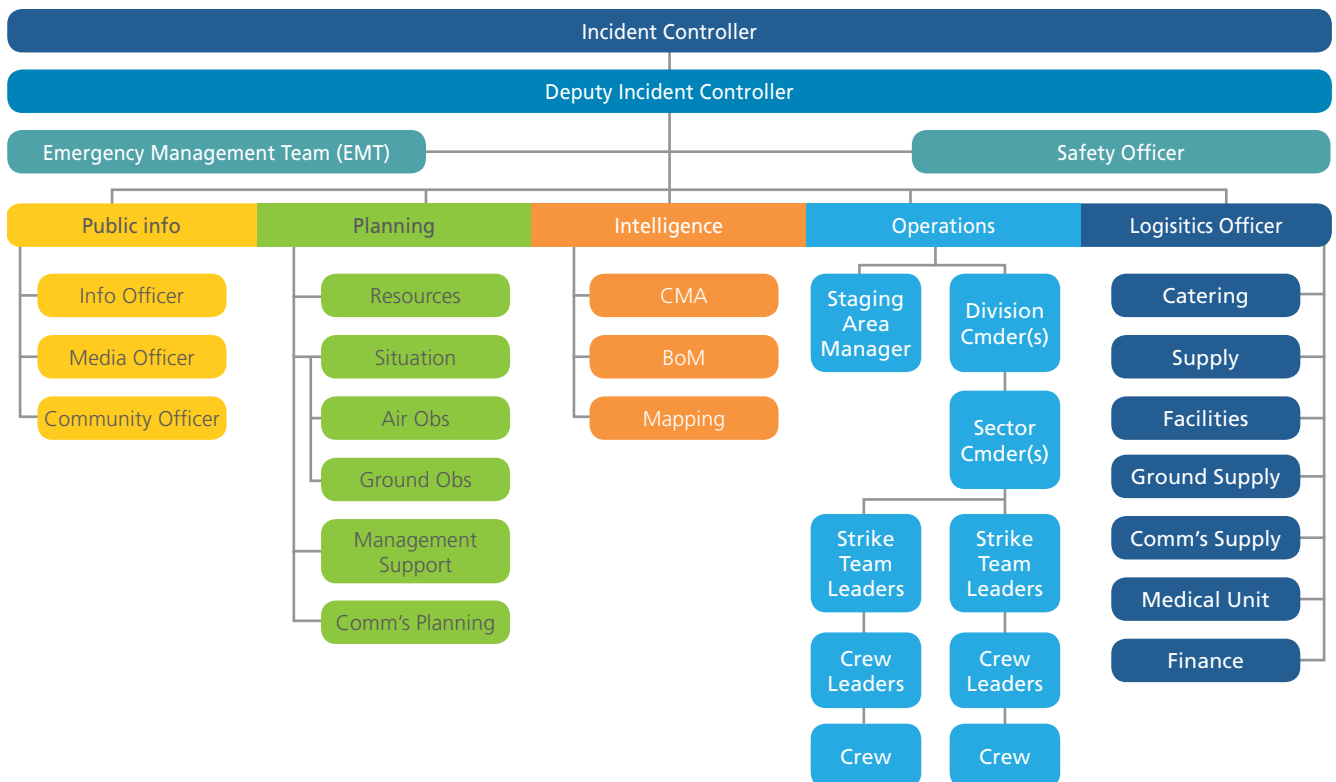 Incident Controller
Deputy Incident Controller
Emergency Management Team (EMT)
Safety Officer
Public info
Planning
Intelligence
Operations
Logisitics Officer
Info Officer
Media Officer
Community Officer
Resources
Situation
Air Obs
Ground Obs
Management
Support
Comm's Planning
CMA
BoM
Mapping
Staging
Area
Manager
Division
Cmder(s)
Sector
Cmder(s)
Strike
Team
Leaders
Strike
Team
Leaders
Crew
Leaders
Crew
Leaders
Crew
Crew
Catering
Supply
Facilities
Ground Supply
Comm's Supply
Medical Unit
Finance